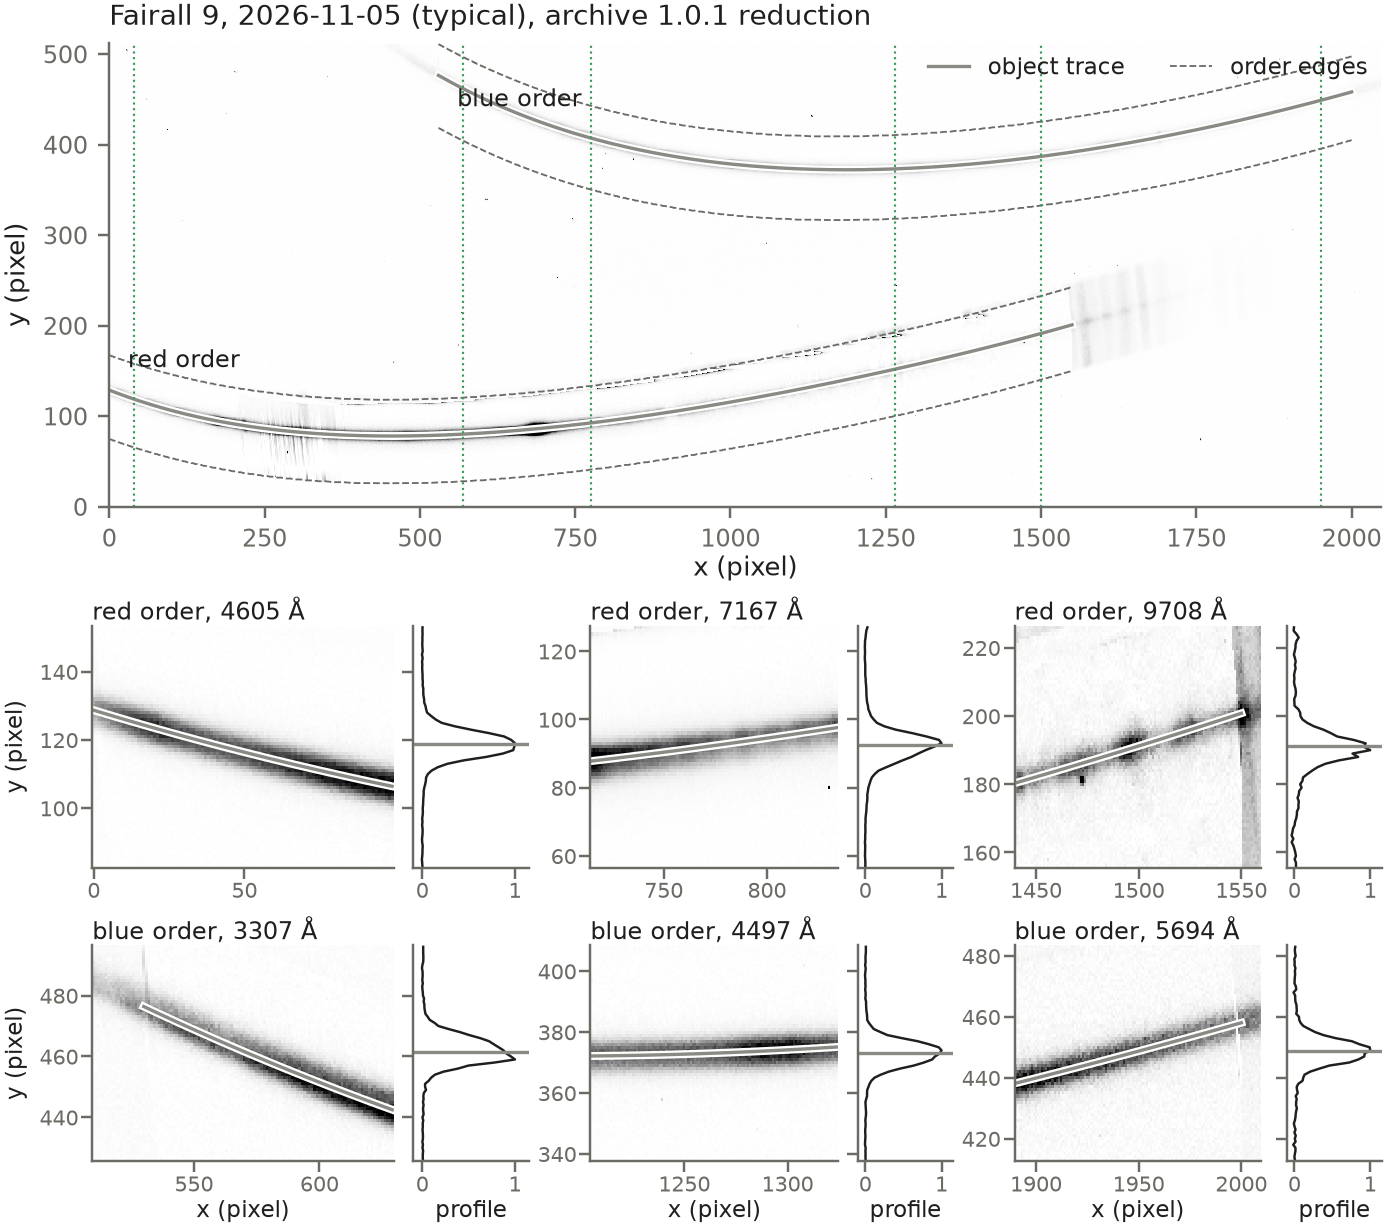 Fairall 9, 2026-11-05 (typical), archive 1.0.1 reduction
y (pixel)
500
400
300
200
100
0
object trace
order edges
blue order
red order
0 250 500 750 1000 1250 1500 1750 2000
x (pixel)
red order, 4605 Å
y (pixel)
140
120
100
0 50
0 1
red order, 7167 Å
120
100
80
60
750 800
0 1
red order, 9708 Å
220
200
180
160
1450 1500 1550
0 1
blue order, 3307 Å
y (pixel)
480
460
440
550 600
x (pixel)
0 1
profile
blue order, 4497 Å
400
380
360
340
1250 1300
x (pixel)
0 1
profile
blue order, 5694 Å
480
460
440
420
1900 1950 2000
x (pixel)
0 1
profile